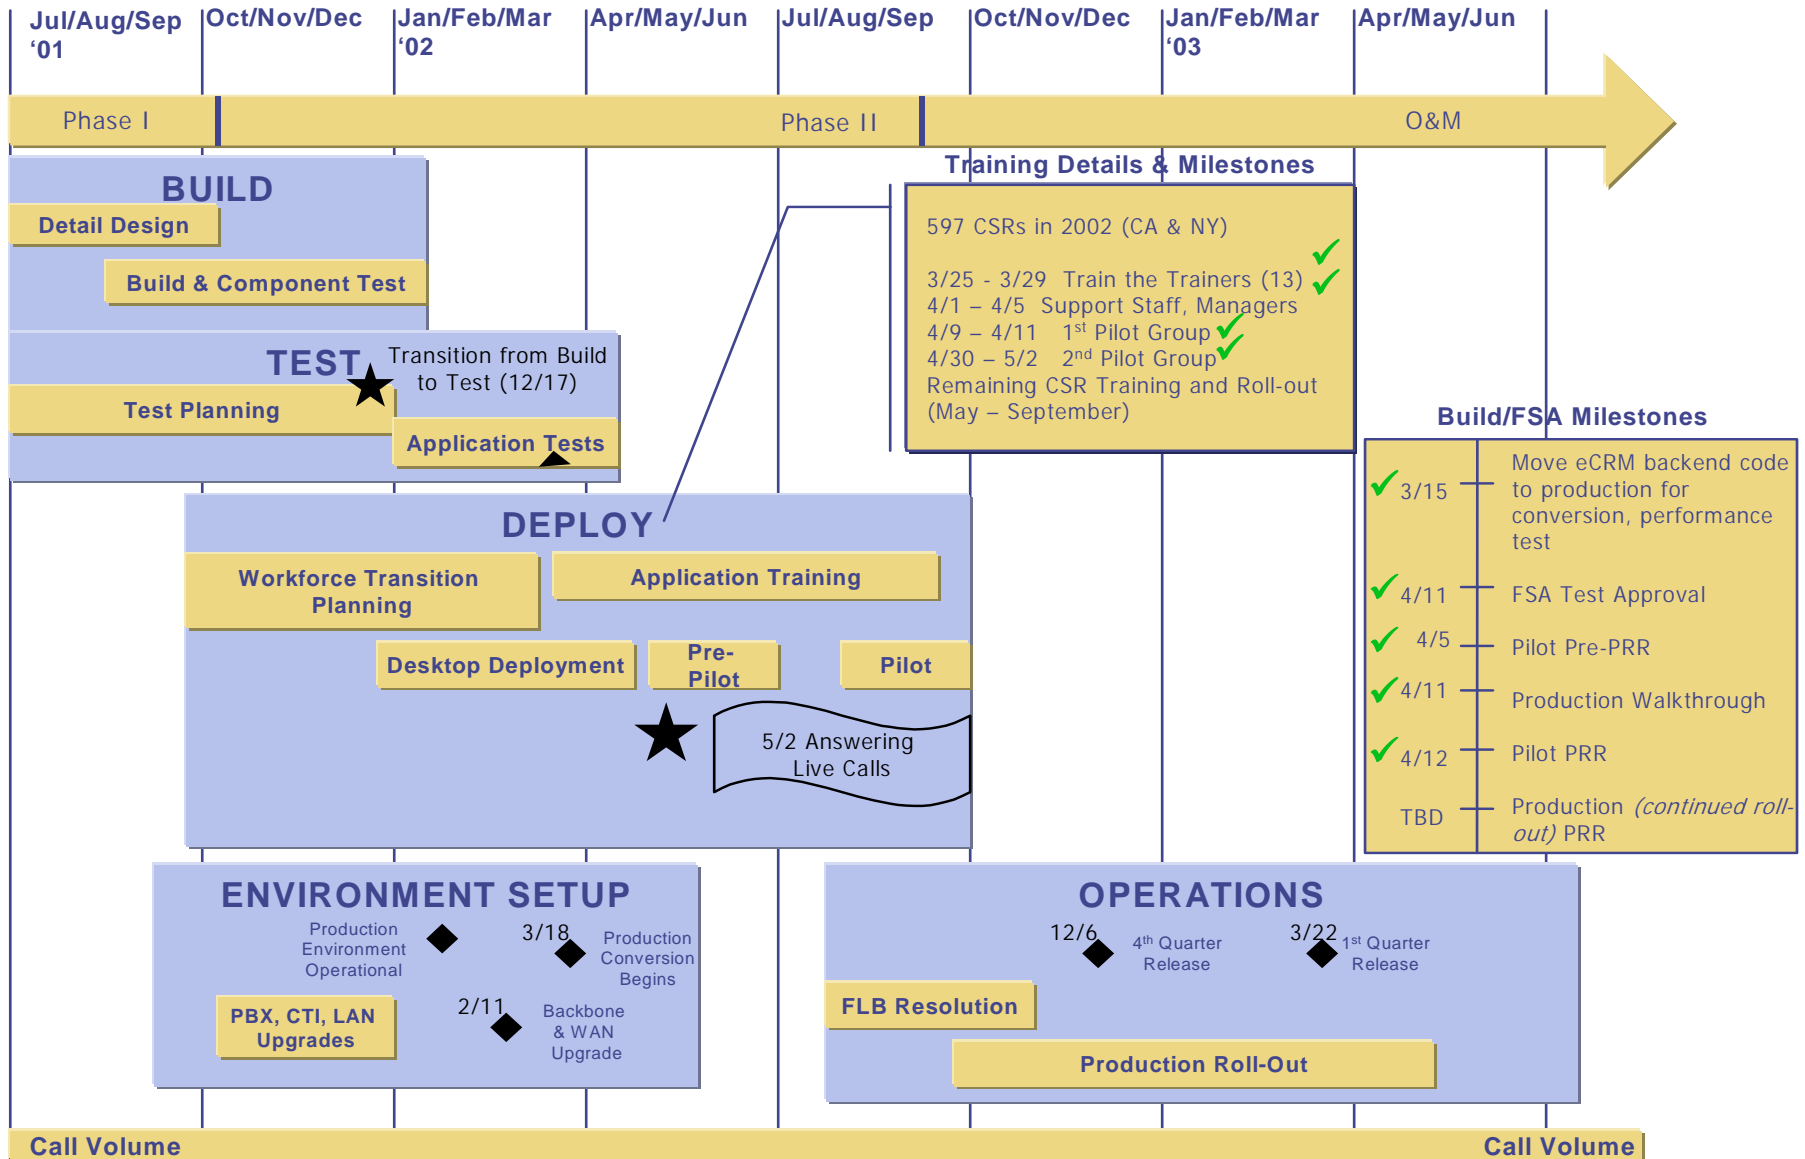 Jul/Aug/Sep
‘01
Oct/Nov/Dec
Jan/Feb/Mar
‘02
Apr/May/Jun
Jul/Aug/Sep
Oct/Nov/Dec
Jan/Feb/Mar
‘03
Apr/May/Jun
Phase I
Phase II
O&M
BUILD
Detail Design
Build & Component Test
TEST
Transition from Build
to Test (12/17)
Test Planning
Application Tests
Training Details & Milestones
597 CSRs in 2002 (CA & NY)
3/25 - 3/29 Train the Trainers (13)
4/1 – 4/5 Support Staff, Managers
4/9 – 4/11 1st Pilot Group
4/30 – 5/2 2nd Pilot Group
Remaining CSR Training and Roll-out
(May – September)
Build/FSA Milestones
3/15 Move eCRM backend code
to production for
conversion, performance
test
4/11 FSA Test Approval
4/5 Pilot Pre-PRR
4/11 Production Walkthrough
4/12 Pilot PRR
TBD Production (continued roll-
out) PRR
DEPLOY
Workforce Transition
Planning
Application Training
Desktop Deployment
Pre-
Pilot
Pilot
5/2 Answering
Live Calls
ENVIRONMENT SETUP
Production
Environment
Operational
3/18
Production
Conversion
Begins
PBX, CTI, LAN
Upgrades
2/11
Backbone
& WAN
Upgrade
OPERATIONS
12/6
4th Quarter
Release
3/22
1st Quarter
Release
FLB Resolution
Production Roll-Out
Call Volume
Call Volume